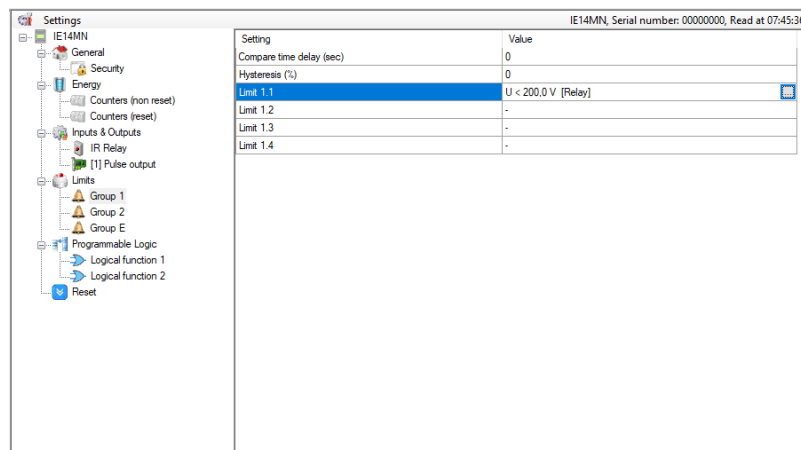 Settings
IE14MN, Serial number: 00000000, Read at 07:45:36
IE14MN
General
Security
Energy
Counters (non reset)
Counters (reset)
Inputs & Outputs
IR Relay
[1] Pulse output
Limits
Group 1
Group 2
Group E
Programmable Logic
Logical function 1
Logical function 2
Reset
Setting Value
Compare time delay (sec) 0
Hysteresis (%) 0
Limit 1.1 U < 200,0 V [Relay] ...
Limit 1.2 -
Limit 1.3 -
Limit 1.4 -